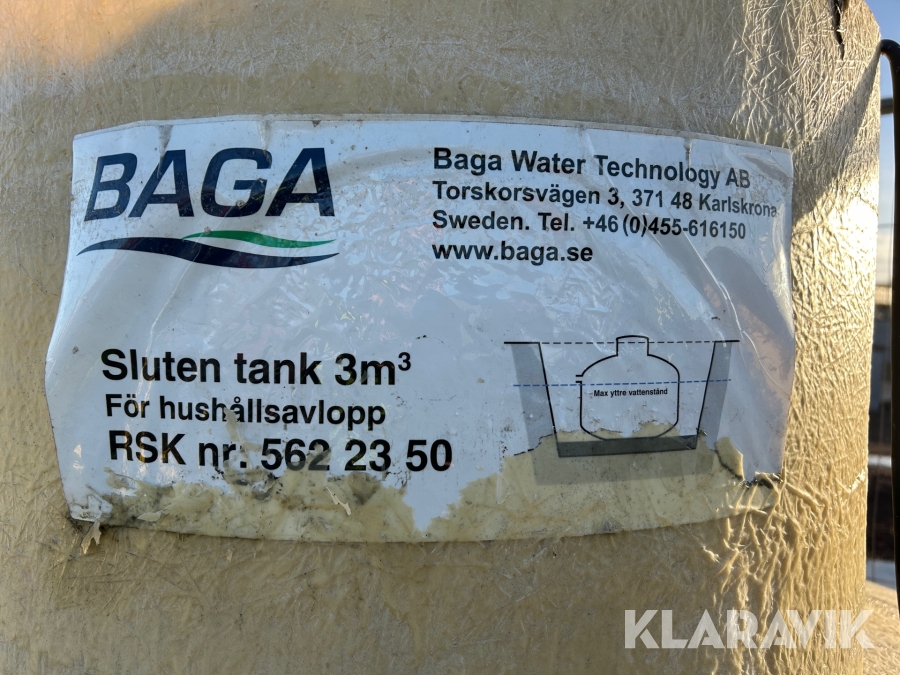 BAGA
Baga Water Technology AB
Torskorsvägen 3, 371 48 Karlskrona
Sweden. Tel. +46 (0)455-616150
www.baga.se
Sluten tank 3m³
För hushållsavlopp
RSK nr. 562 23 50
Max yttre vattenstånd
KLARAVIK